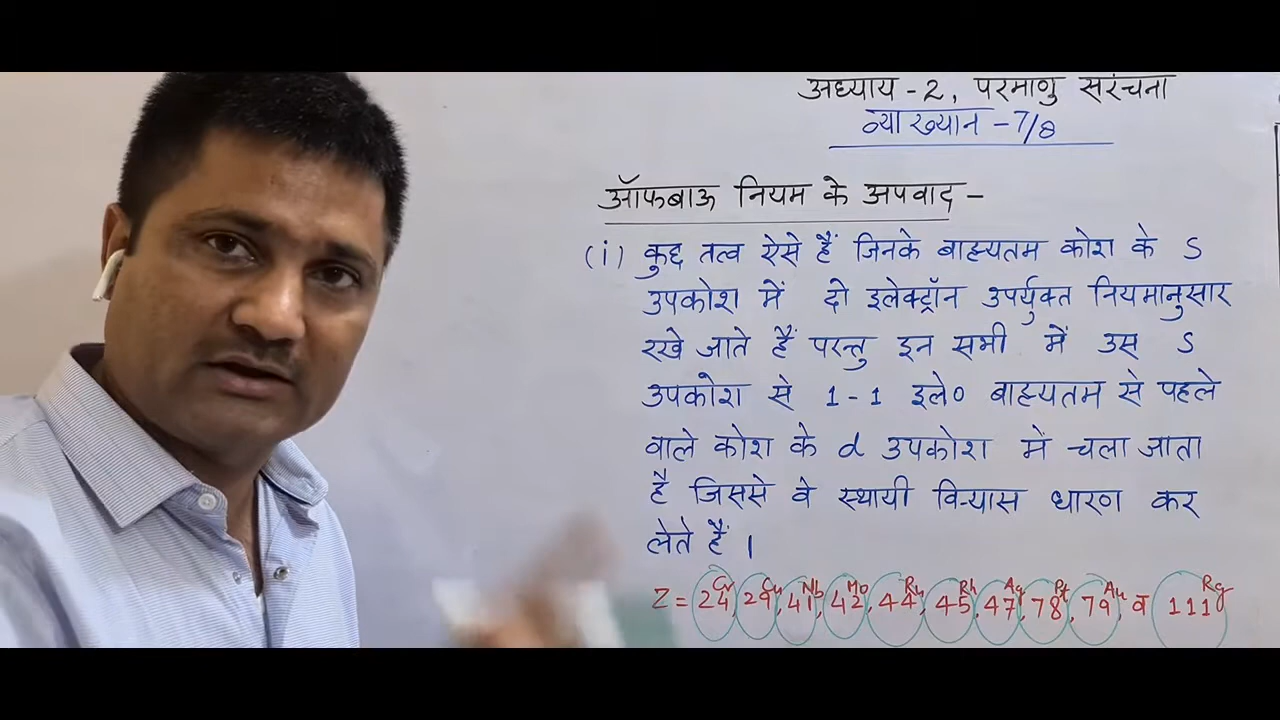 अध्याय -2, परमाणु सरंचना
व्याख्यान -7/8
ऑफबाऊ नियम के अपवाद -
(i) कुछ तत्व ऐसे हैं जिनके बाह्यतम कोश के S
उपकोश में दो इलेक्ट्रॉन उपर्युक्त नियमानुसार
रखे जाते हैं परन्तु इन सभी में उस S
उपकोश से 1-1 इले० बाह्यतम से पहले
वाले कोश के d उपकोश में चला जाता
है जिससे वे स्थायी विन्यास धारण कर
लेते हैं ।
Cr Cu Nb Mo Ru Rh Ag Pt Au Rg
Z = 24, 29, 41, 42, 44, 45, 47, 78, 79, व 111